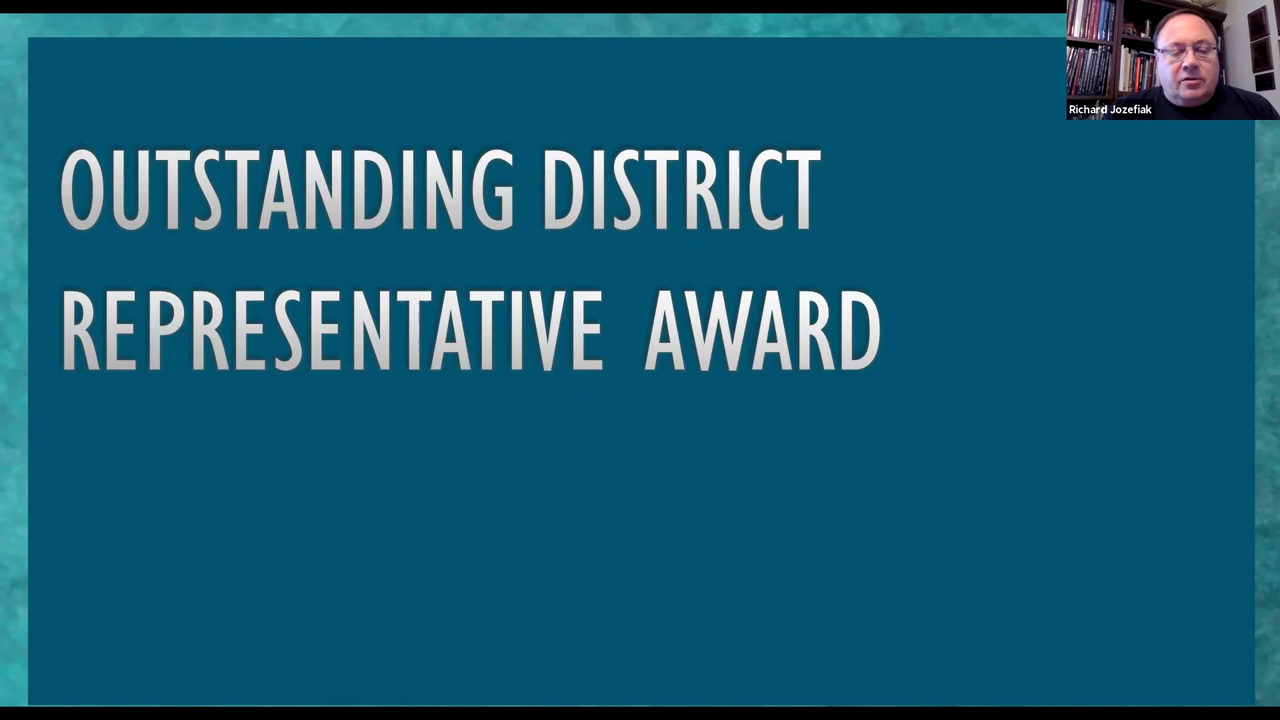 Richard Jozefiak
OUTSTANDING DISTRICT
REPRESENTATIVE AWARD